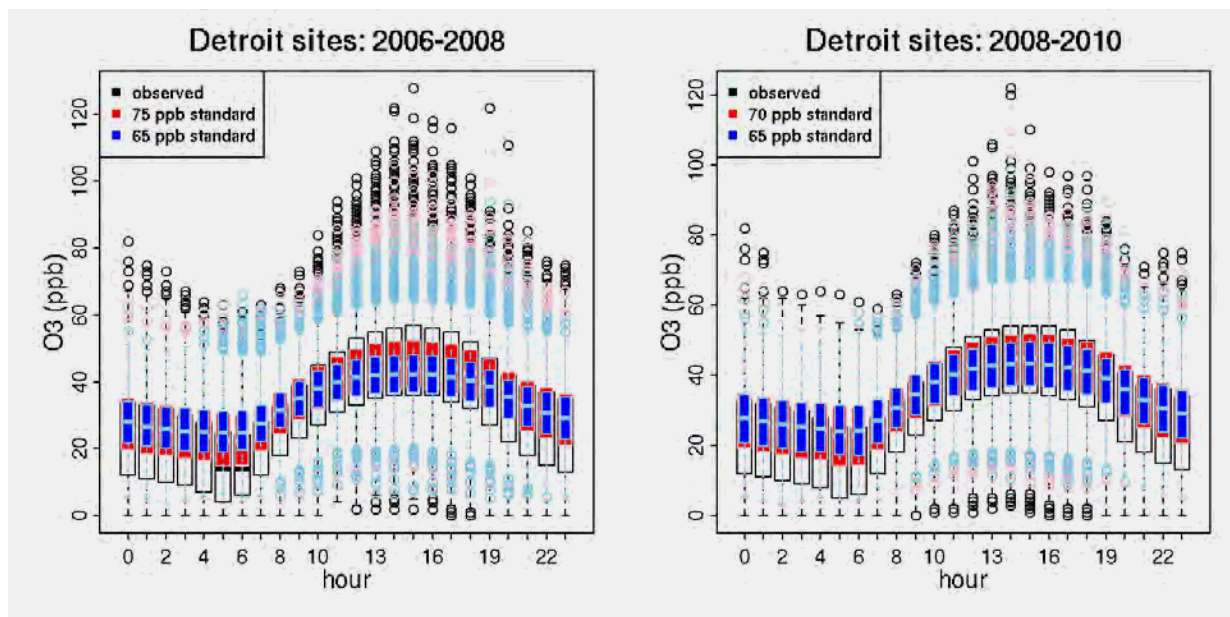 Detroit sites: 2006-2008
observed
75 ppb standard
65 ppb standard
O3 (ppb)
0 20 40 60 80 100 120
0 2 4 6 8 10 13 16 19 22
hour
Detroit sites: 2008-2010
observed
70 ppb standard
65 ppb standard
O3 (ppb)
0 20 40 60 80 100 120
0 2 4 6 8 10 13 16 19 22
hour